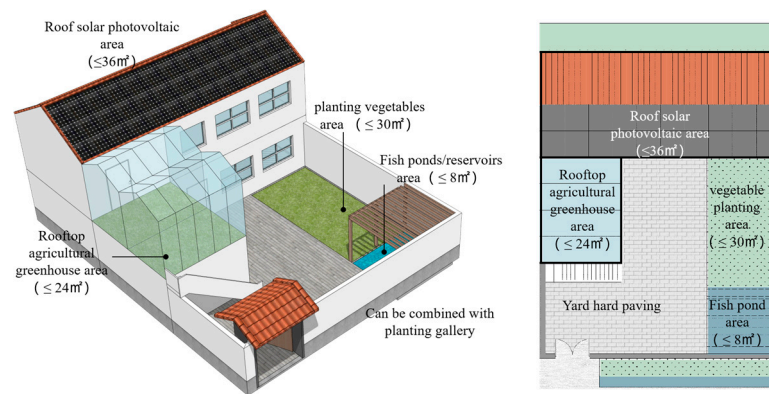 Roof solar photovoltaic
area
(≤36㎡)
planting vegetables
area (≤30㎡)
Fish ponds/reservoirs
area (≤8㎡)
Rooftop
agricultural
greenhouse area
(≤24㎡)
Can be combined with
planting gallery
Roof solar
photovoltaic area
(≤36㎡)
Rooftop
agricultural
greenhouse
area
(≤24㎡)
vegetable
planting
area
(≤30㎡)
Yard hard paving
Fish pond
area
(≤8㎡)